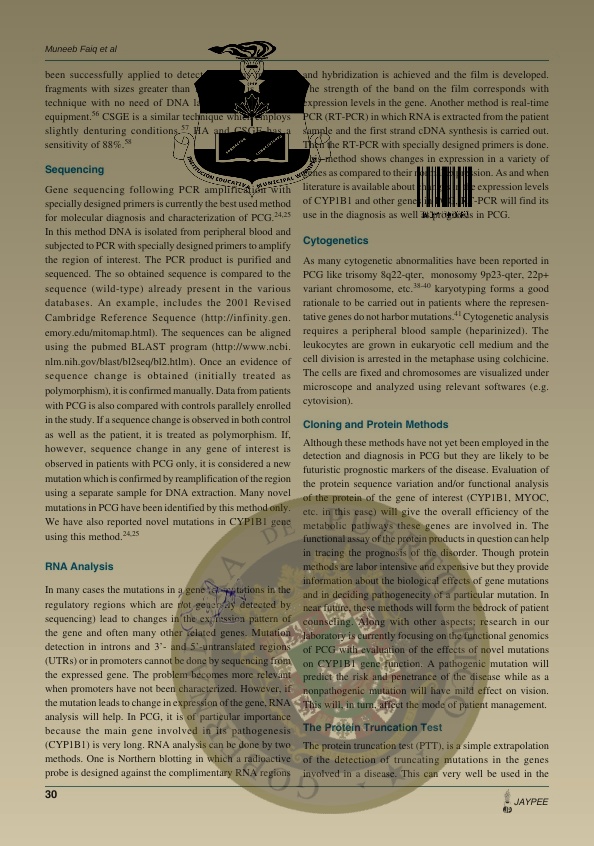 Muneeb Faiq et al
been successfully applied to detect
fragments with sizes greater than
technique with no need of DNA
equipment.56 CSGE is a similar technique which employs
slightly denturing conditions.57 HA and CSGE has a
sensitivity of 88%.58
Sequencing
Gene sequencing following PCR amplification with
specially designed primers is currently the best used method
for molecular diagnosis and characterization of PCG.24,25
In this method DNA is isolated from peripheral blood and
subjected to PCR with specially designed primers to amplify
the region of interest. The PCR product is purified and
sequenced. The so obtained sequence is compared to the
sequence (wild-type) already present in the various
databases. An example, includes the 2001 Revised
Cambridge Reference Sequence (http://infinity.gen.
emory.edu/mitomap.html). The sequences can be aligned
using the pubmed BLAST program (http://www.ncbi.
nlm.nih.gov/blast/bl2seq/bl2.htm). Once an evidence of
sequence change is obtained (initially treated as
polymorphism), it is confirmed manually. Data from patients
with PCG is also compared with controls parallely enrolled
in the study. If a sequence change is observed in both control
as well as the patient, it is treated as polymorphism. If,
however, sequence change in any gene of interest is
observed in patients with PCG only, it is considered a new
mutation which is confirmed by reamplification of the region
using a separate sample for DNA extraction. Many novel
mutations in PCG have been identified by this method only.
We have also reported novel mutations in CYP1B1 gene
using this method.24,25
RNA Analysis
In many cases the mutations in a gene mutations in the
regulatory regions which are not generally detected by
sequencing) lead to changes in the expression pattern of
the gene and often many other related genes. Mutation
detection in introns and 3'- and 5'-untranslated regions
(UTRs) or in promoters cannot be done by sequencing from
the expressed gene. The problem becomes more relevant
when promoters have not been characterized. However, if
the mutation leads to change in expression of the gene, RNA
analysis will help. In PCG, it is of particular importance
because the main gene involved in its pathogenesis
(CYP1B1) is very long. RNA analysis can be done by two
methods. One is Northern blotting in which a radioactive
probe is designed against the complimentary RNA regions
and hybridization is achieved and the film is developed.
The strength of the band on the film corresponds with
expression levels in the gene. Another method is real-time
PCR (RT-PCR) in which RNA is extracted from the patient
sample and the first strand cDNA synthesis is carried out.
Then the RT-PCR with specially designed primers is done.
This method shows changes in expression in a variety of
genes as compared to their normal expression. As and when
literature is available about changes in the expression levels
of CYP1B1 and other genes in PCG, RT-PCR will find its
use in the diagnosis as well as prognosis in PCG.
Cytogenetics
As many cytogenetic abnormalities have been reported in
PCG like trisomy 8q22-qter, monosomy 9p23-qter, 22p+
variant chromosome, etc.38-40 karyotyping forms a good
rationale to be carried out in patients where the represen-
tative genes do not harbor mutations.41 Cytogenetic analysis
requires a peripheral blood sample (heparinized). The
leukocytes are grown in eukaryotic cell medium and the
cell division is arrested in the metaphase using colchicine.
The cells are fixed and chromosomes are visualized under
microscope and analyzed using relevant softwares (e.g.
cytovision).
Cloning and Protein Methods
Although these methods have not yet been employed in the
detection and diagnosis in PCG but they are likely to be
futuristic prognostic markers of the disease. Evaluation of
the protein sequence variation and/or functional analysis
of the protein of the gene of interest (CYP1B1, MYOC,
etc. in this case) will give the overall efficiency of the
metabolic pathways these genes are involved in. The
functional assay of the protein products in question can help
in tracing the prognosis of the disorder. Though protein
methods are labor intensive and expensive but they provide
information about the biological effects of gene mutations
and in deciding pathogenecity of a particular mutation. In
near future, these methods will form the bedrock of patient
counseling. Along with other aspects; research in our
laboratory is currently focusing on the functional genomics
of PCG with evaluation of the effects of novel mutations
on CYP1B1 gene function. A pathogenic mutation will
predict the risk and penetrance of the disease while as a
nonpathogenic mutation will have mild effect on vision.
This will, in turn, affect the mode of patient management.
The Protein Truncation Test
The protein truncation test (PTT), is a simple extrapolation
of the detection of truncating mutations in the genes
involved in a disease. This can very well be used in the
30
JAYPEE